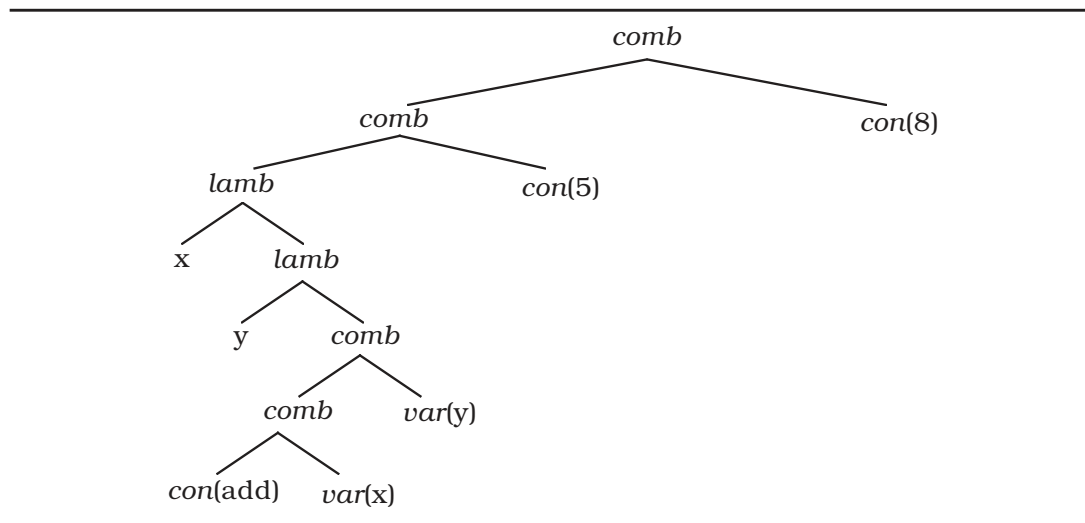 comb
comb con(8)
lamb con(5)
x lamb
y comb
comb var(y)
con(add) var(x)